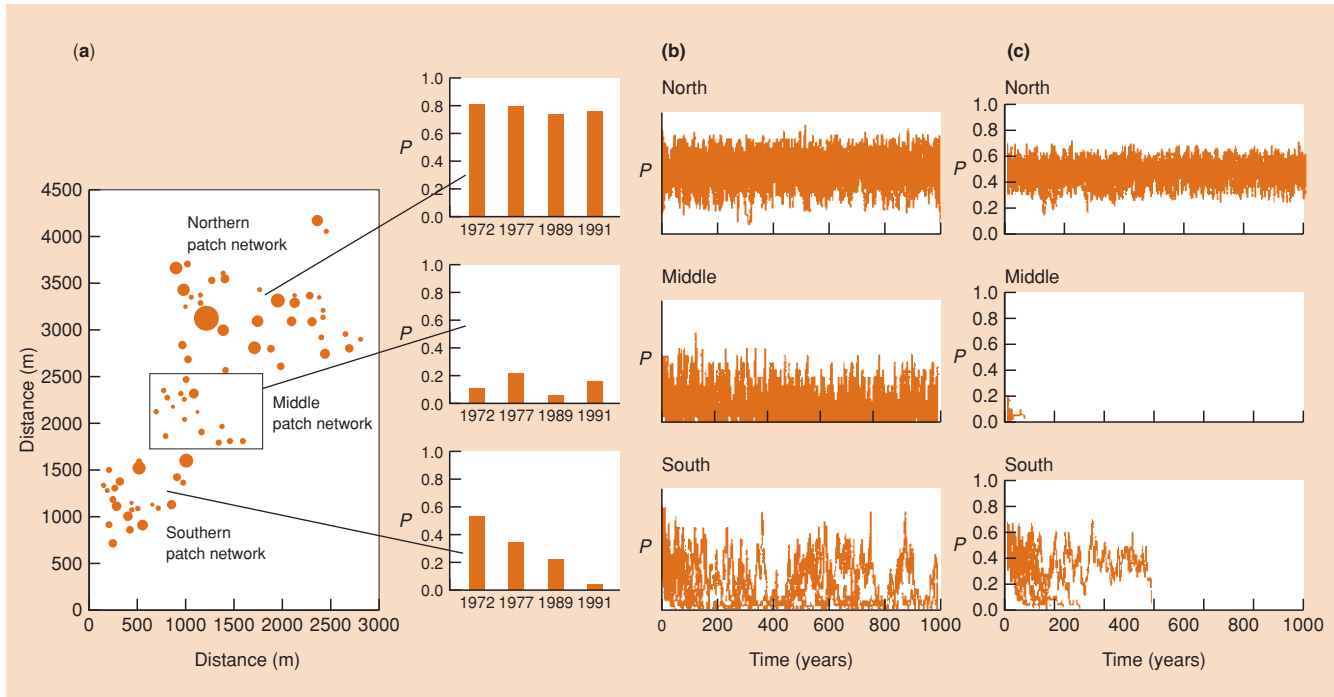 (a)
4500
4000
3500
3000
2500
2000
1500
1000
500
0
Distance (m)
0 500 1000 1500 2000 2500 3000
Distance (m)
Northern
patch network
Middle
patch network
Southern
patch network
1.0
0.8
0.6
0.4
0.2
0.0
P
1972 1977 1989 1991
1.0
0.8
0.6
0.4
0.2
0.0
P
1972 1977 1989 1991
1.0
0.8
0.6
0.4
0.2
0.0
P
1972 1977 1989 1991
(b)
North
P
Middle
P
South
P
0 200 400 600 800 1000
Time (years)
(c)
North
1.0
0.8
0.6
0.4
0.2
0.0
P
0 200 400 600 800 1000
Middle
1.0
0.8
0.6
0.4
0.2
0.0
P
South
1.0
0.8
0.6
0.4
0.2
0.0
P
0 200 400 600 800 1000
Time (years)